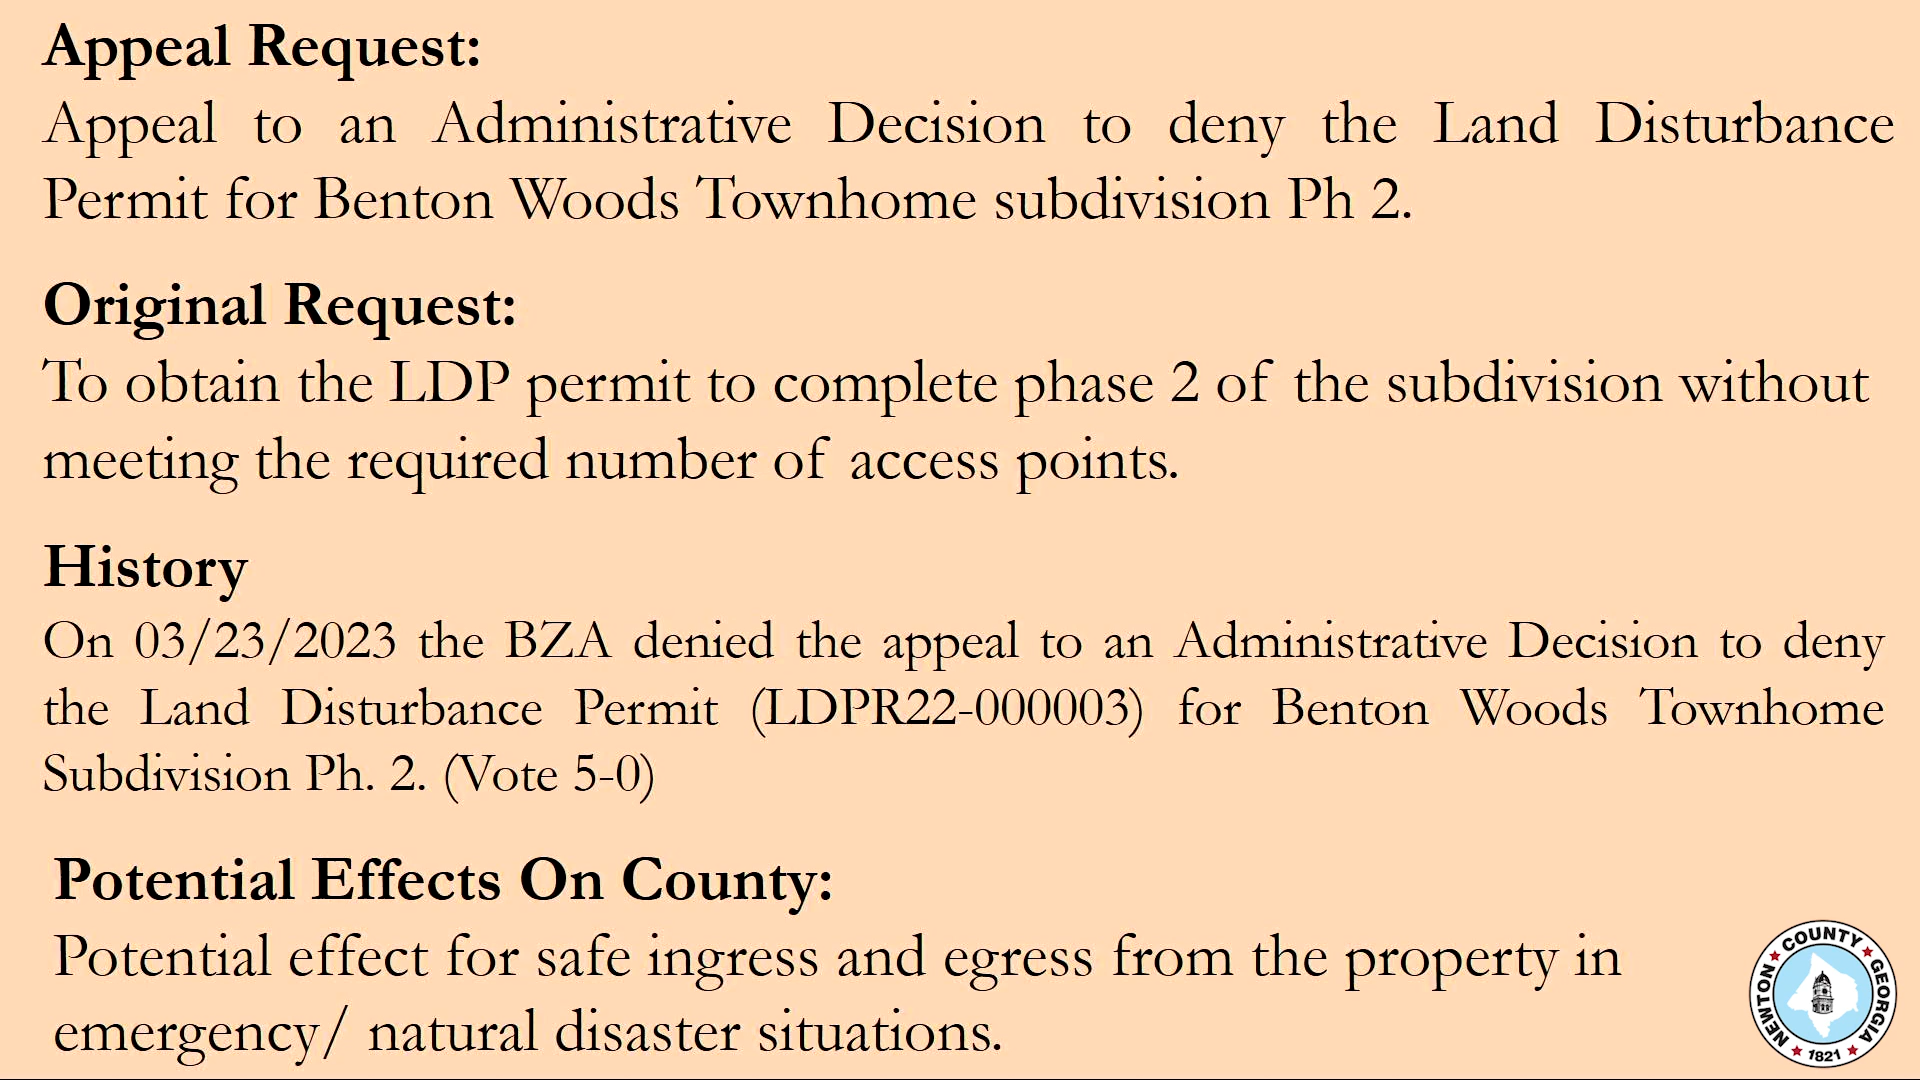 Appeal Request:
Appeal to an Administrative Decision to deny the Land Disturbance
Permit for Benton Woods Townhome subdivision Ph 2.
Original Request:
To obtain the LDP permit to complete phase 2 of the subdivision without
meeting the required number of access points.
History
On 03/23/2023 the BZA denied the appeal to an Administrative Decision to deny
the Land Disturbance Permit (LDPR22-000003) for Benton Woods Townhome
Subdivision Ph. 2. (Vote 5-0)
Potential Effects On County:
Potential effect for safe ingress and egress from the property in
emergency/ natural disaster situations.
NEWTON COUNTY GEORGIA
1821